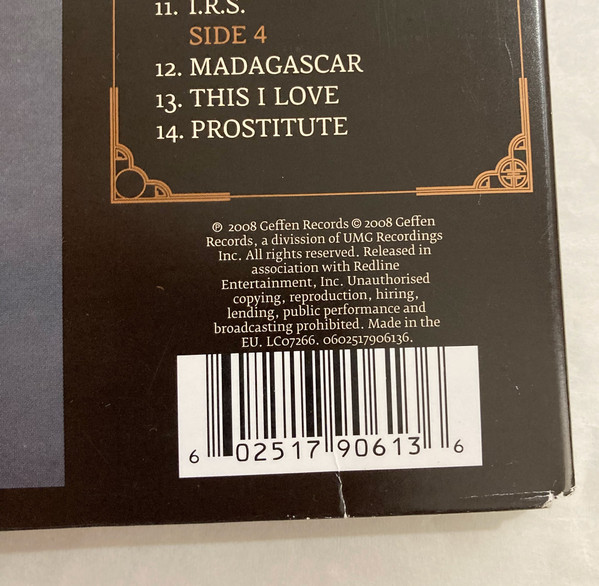 11. I.R.S.
SIDE 4
12. MADAGASCAR
13. THIS I LOVE
14. PROSTITUTE
℗ 2008 Geffen Records © 2008 Geffen
Records, a division of UMG Recordings
Inc. All rights reserved. Released in
association with Redline
Entertainment, Inc. Unauthorised
copying, reproduction, hiring,
lending, public performance and
broadcasting prohibited. Made in the
EU. LC07266. 0602517906136.
6 02517 90613 6